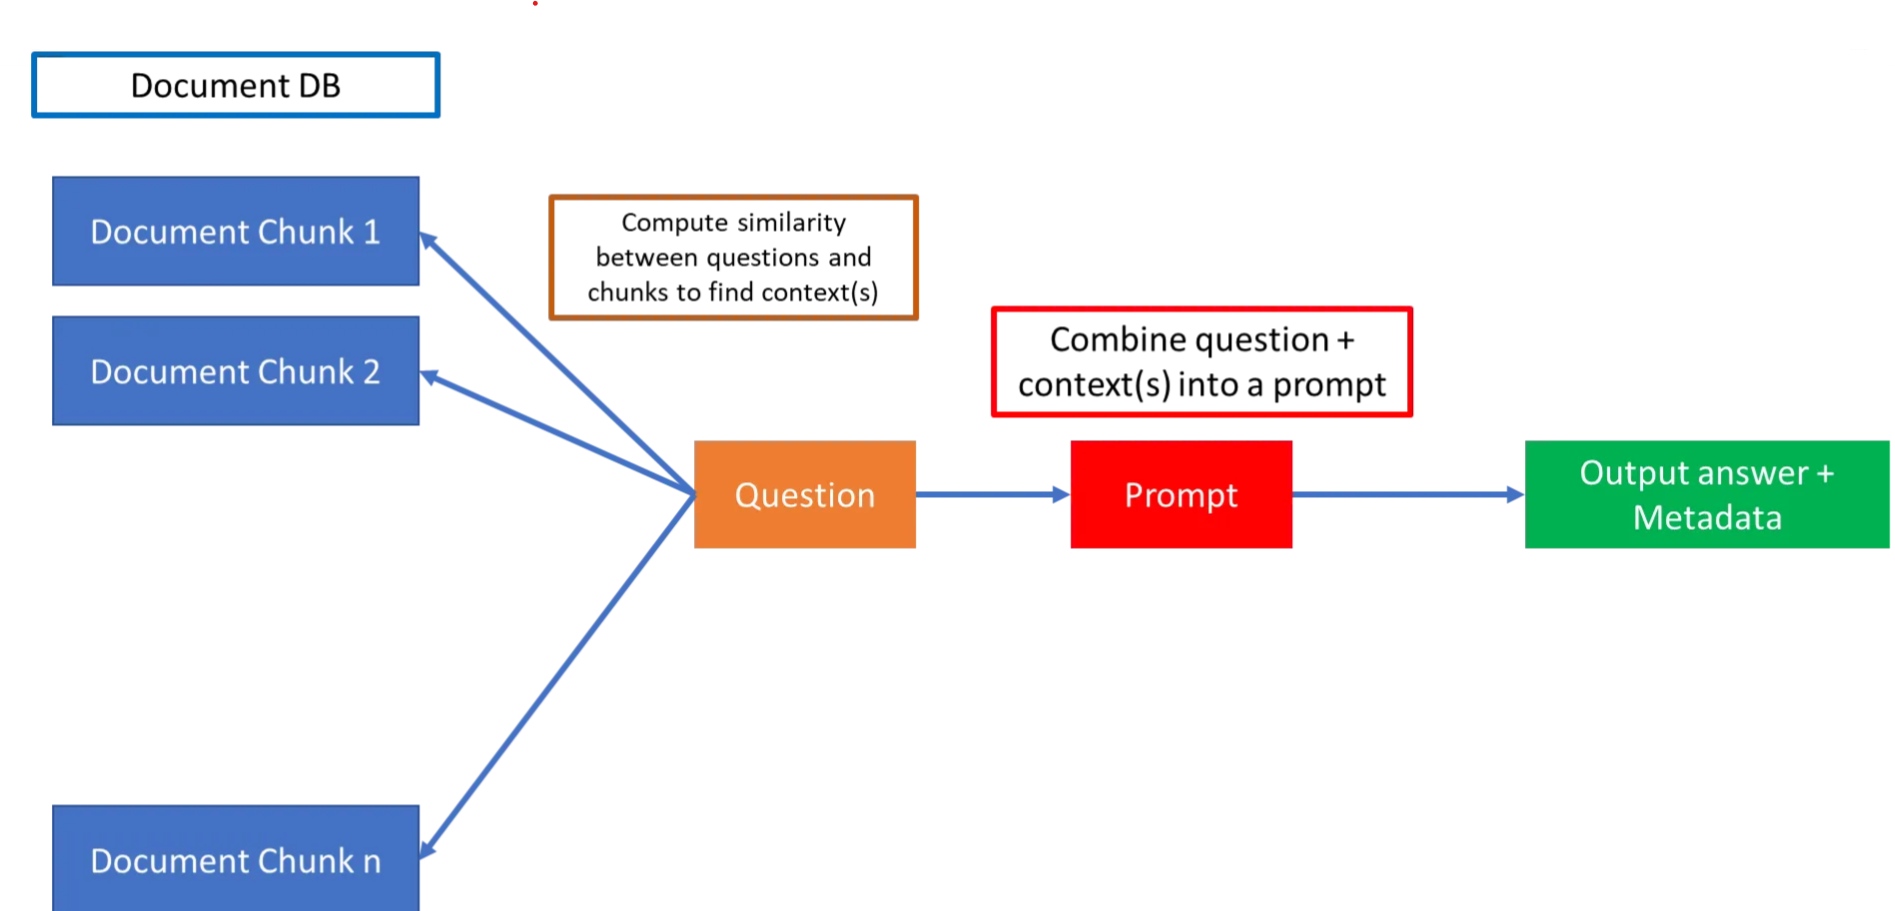 Document DB
Document Chunk 1
Document Chunk 2
Document Chunk n
Compute similarity
between questions and
chunks to find context(s)
Question
Combine question +
context(s) into a prompt
Prompt
Output answer +
Metadata